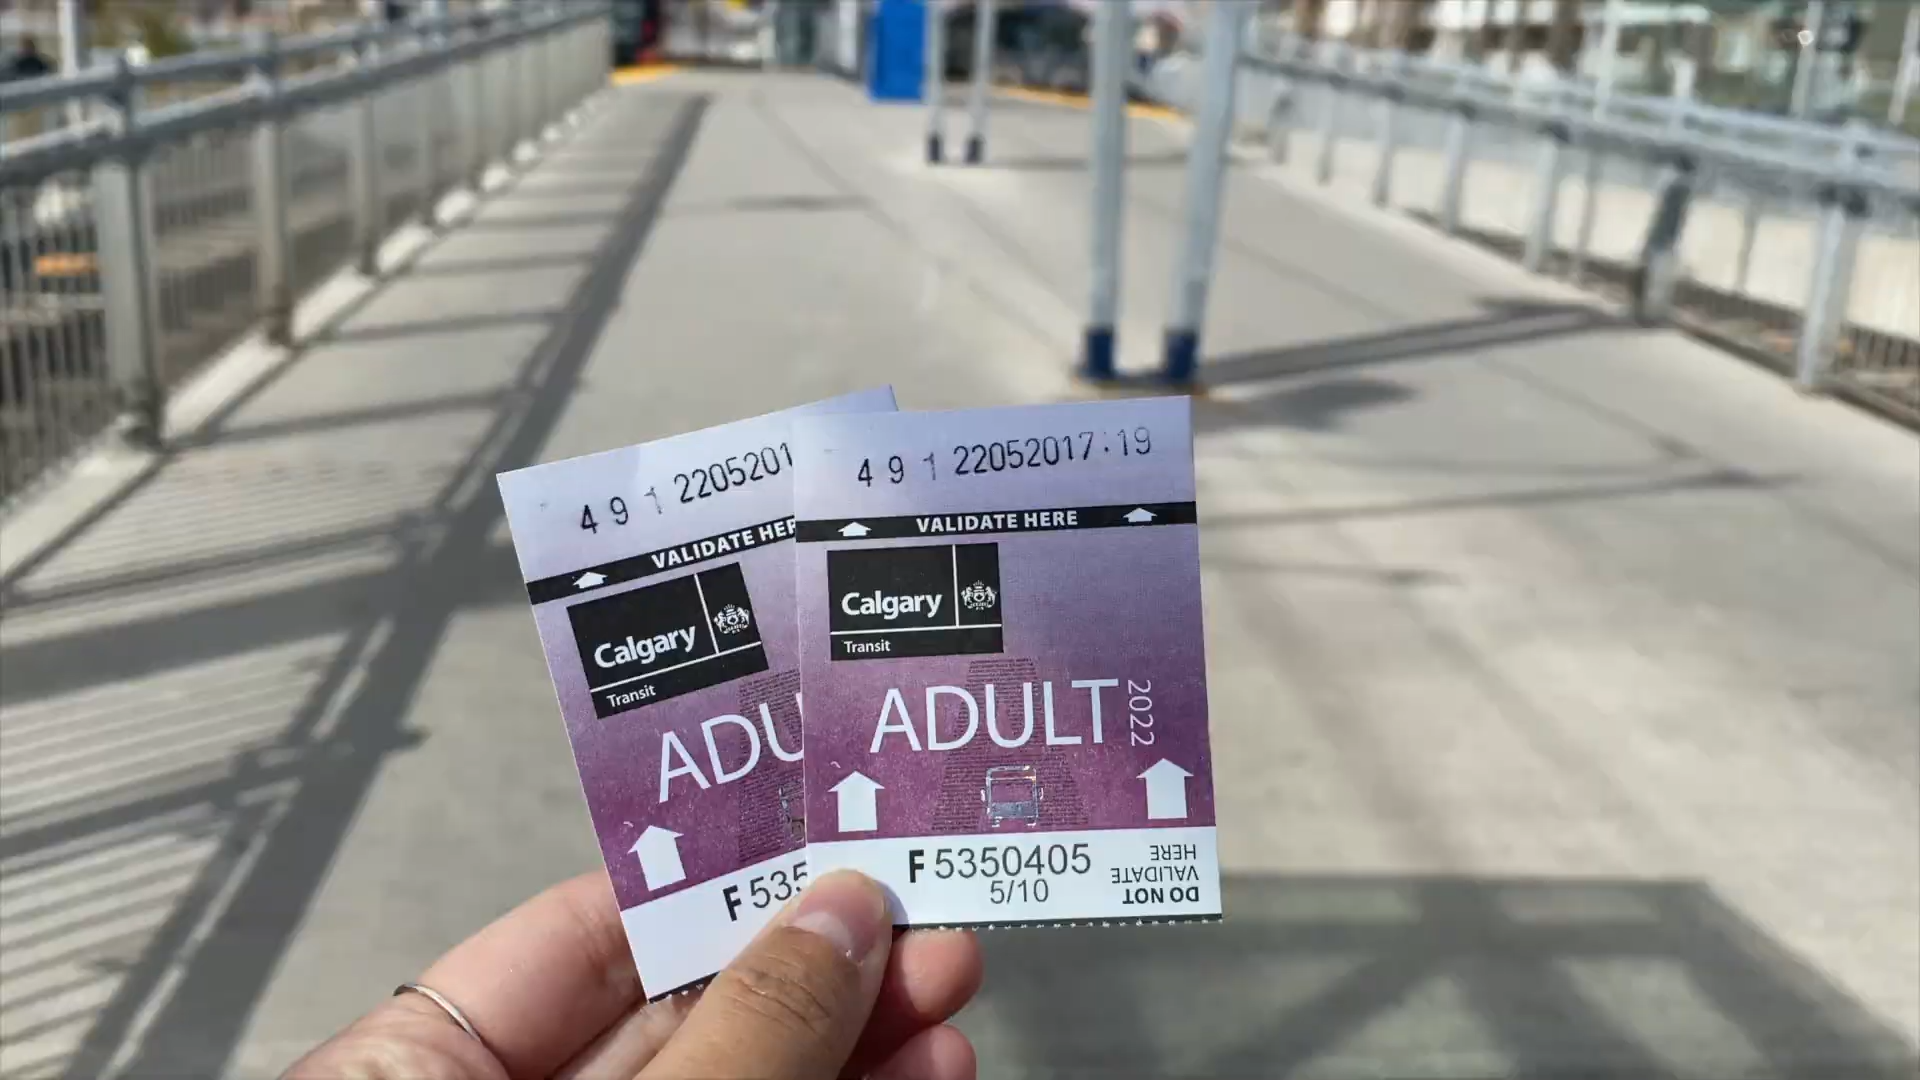 4 9 1 2205201
VALIDATE HER
Calgary
Transit
ADU
F 535
4 9 1 22052017:19
VALIDATE HERE
Calgary
Transit
ADULT
2022
F 5350405
5/10
DO NOT
VALIDATE
HERE